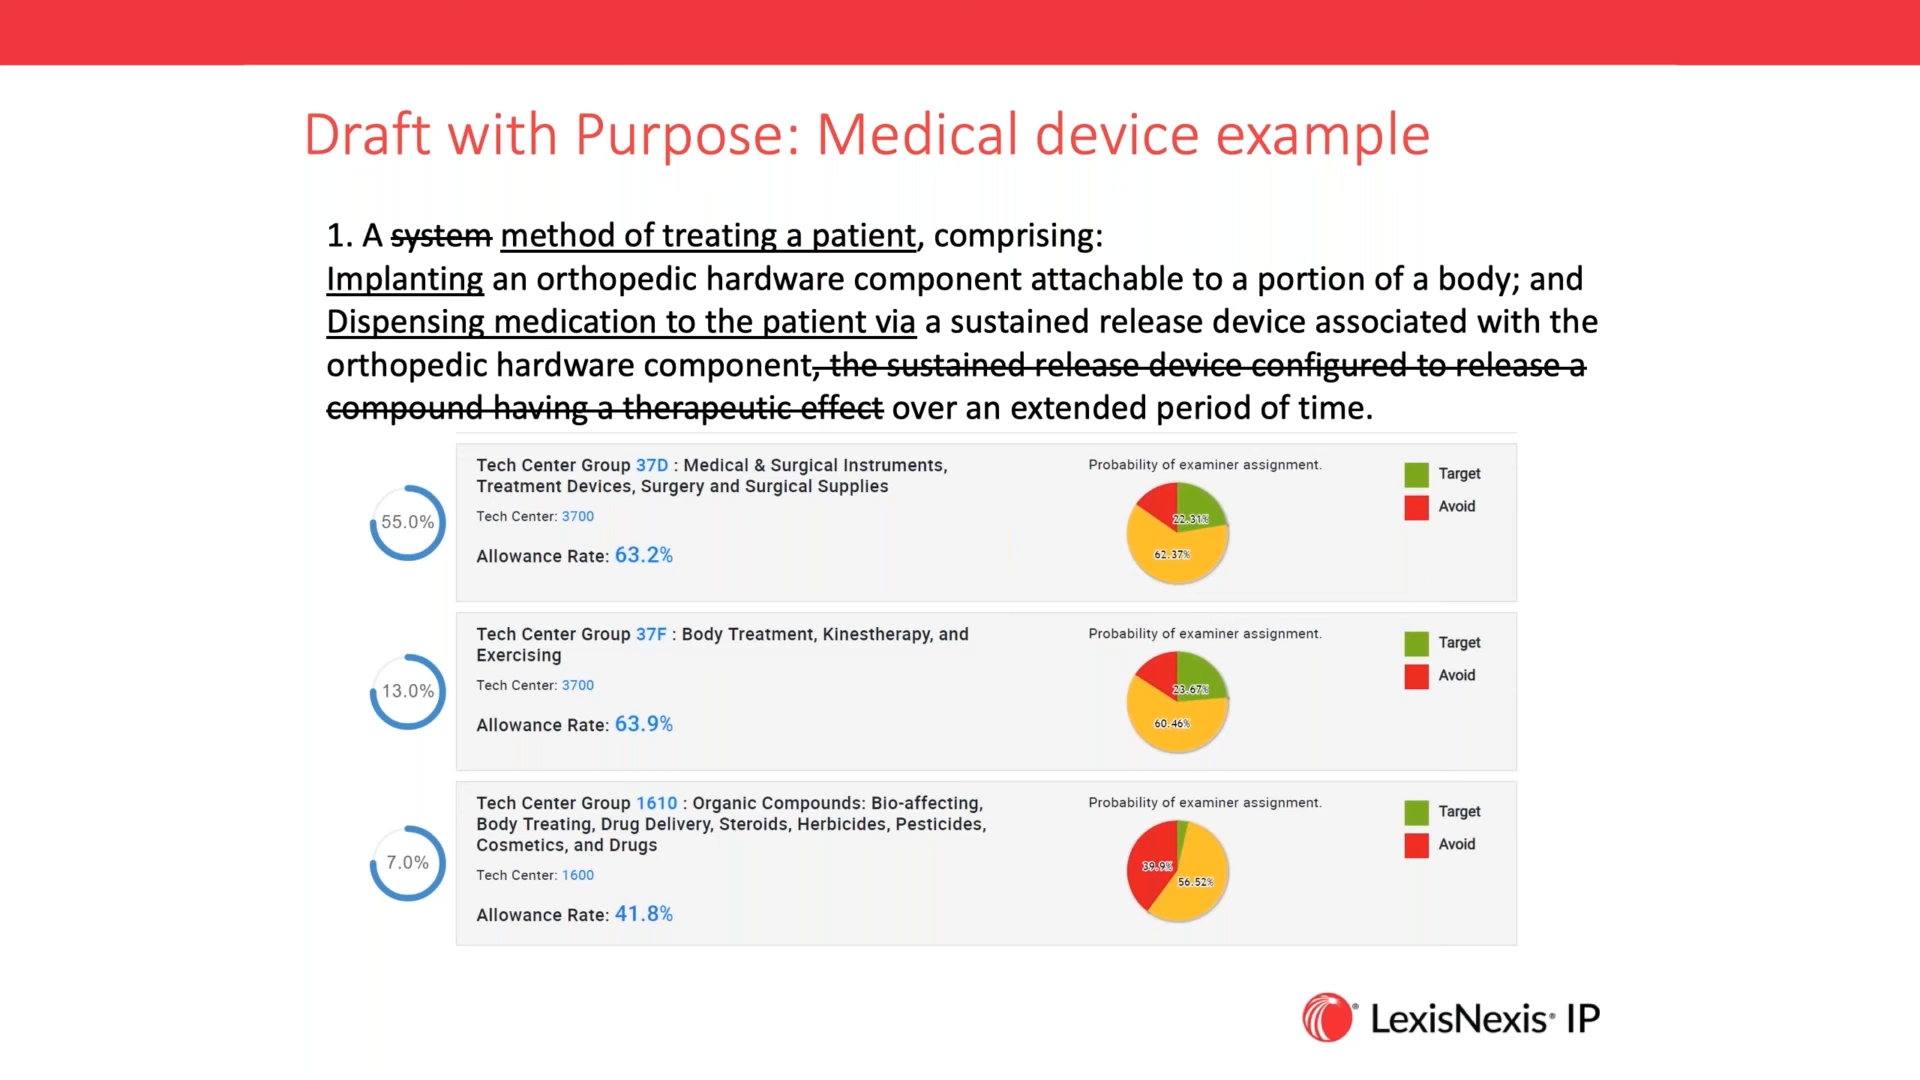 Draft with Purpose: Medical device example
1. A system method of treating a patient, comprising:
Implanting an orthopedic hardware component attachable to a portion of a body; and
Dispensing medication to the patient via a sustained release device associated with the
orthopedic hardware component, the sustained release device configured to release a
compound having a therapeutic effect over an extended period of time.
55.0%
Tech Center Group 37D : Medical & Surgical Instruments,
Treatment Devices, Surgery and Surgical Supplies
Tech Center: 3700
Allowance Rate: 63.2%
Probability of examiner assignment.
22.31%
62.37%
Target
Avoid
13.0%
Tech Center Group 37F : Body Treatment, Kinestherapy, and
Exercising
Tech Center: 3700
Allowance Rate: 63.9%
Probability of examiner assignment.
23.67%
60.46%
Target
Avoid
7.0%
Tech Center Group 1610 : Organic Compounds: Bio-affecting,
Body Treating, Drug Delivery, Steroids, Herbicides, Pesticides,
Cosmetics, and Drugs
Tech Center: 1600
Allowance Rate: 41.8%
Probability of examiner assignment.
39.9%
56.52%
Target
Avoid
LexisNexis® IP